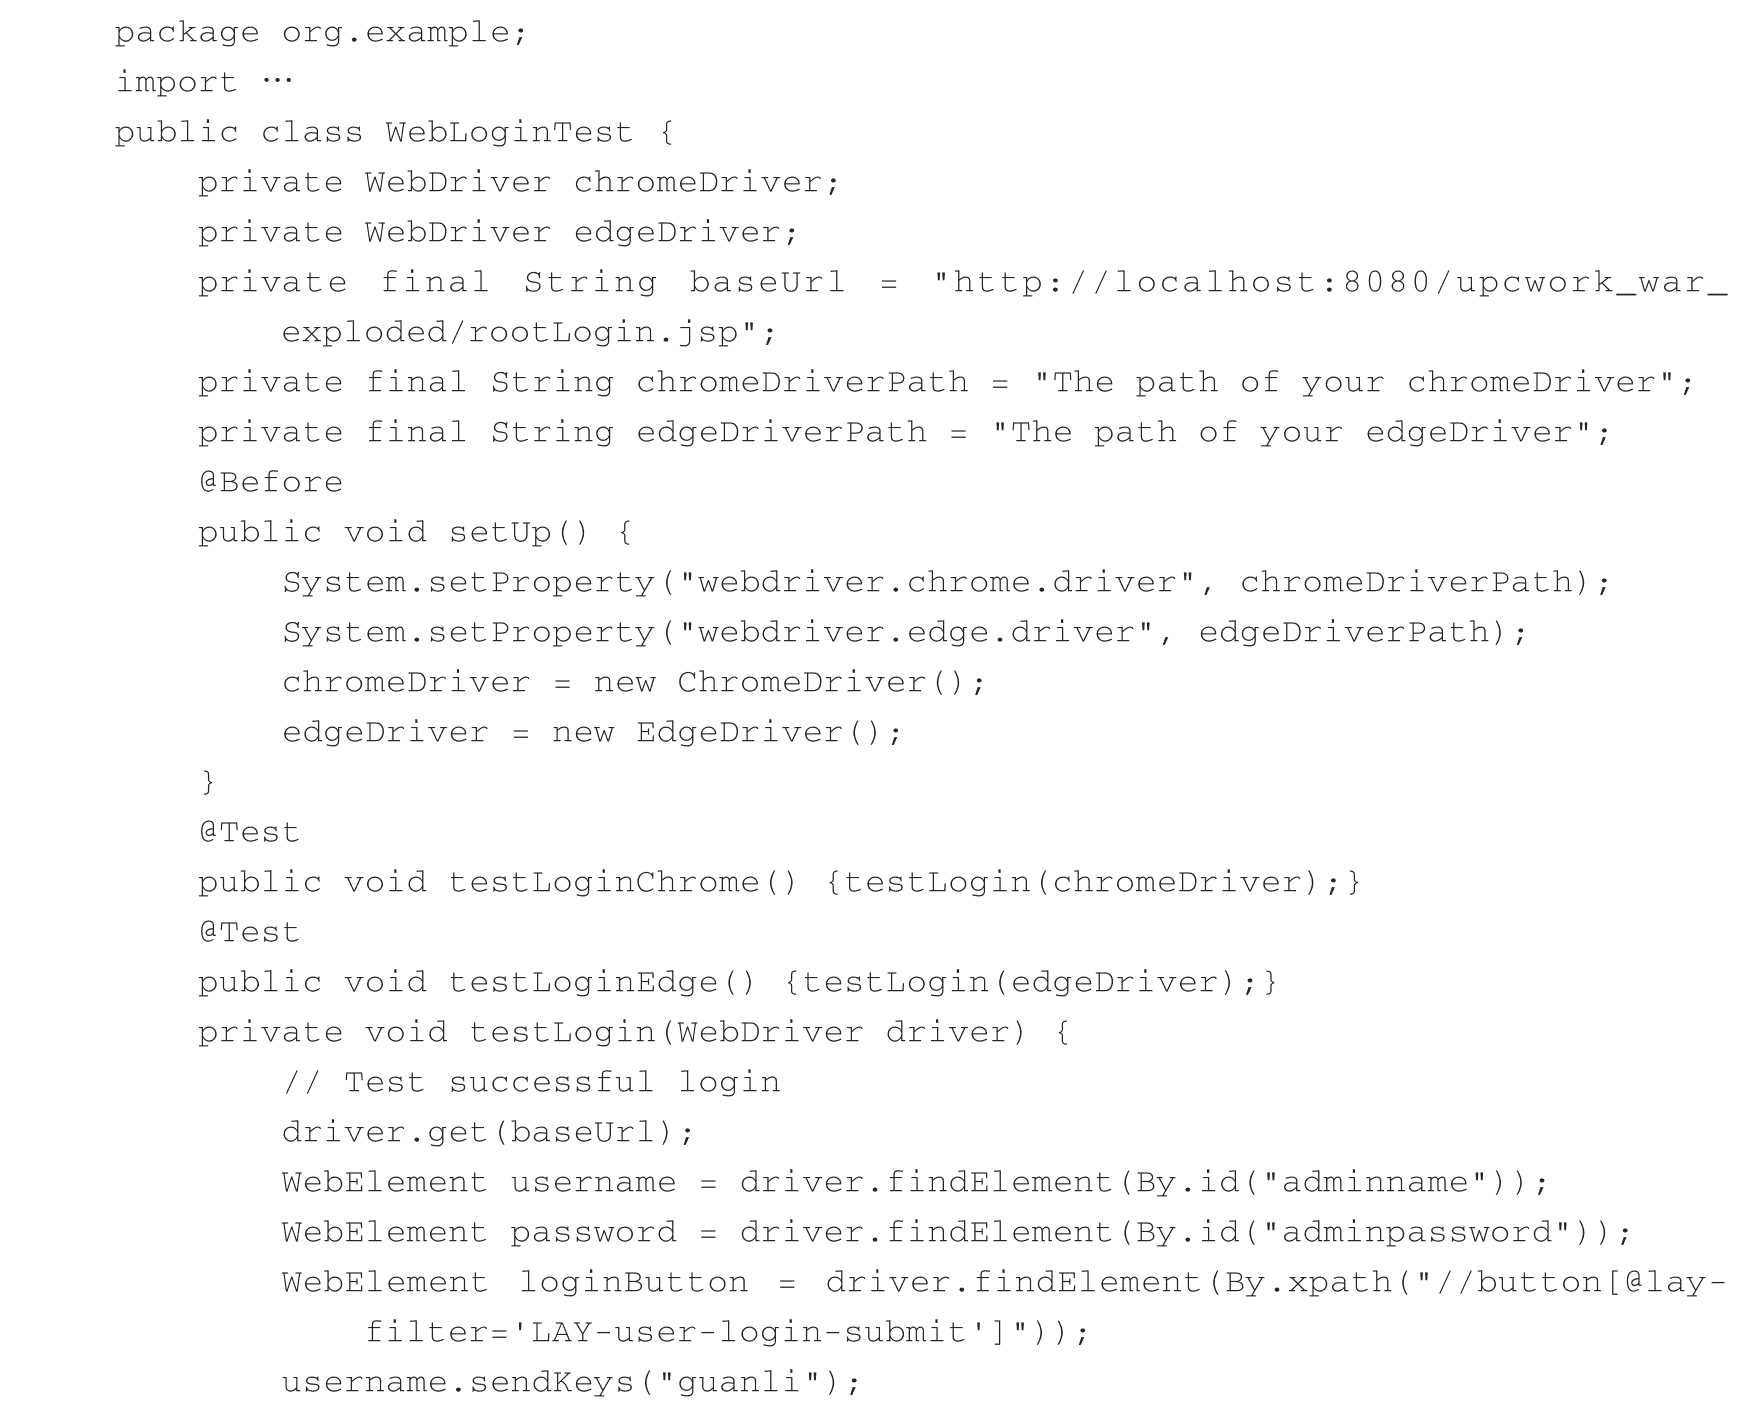 package org.example;
import ···
public class WebLoginTest {
private WebDriver chromeDriver;
private WebDriver edgeDriver;
private final String baseUrl = "http://localhost:8080/upcwork_war_
exploded/rootLogin.jsp";
private final String chromeDriverPath = "The path of your chromeDriver";
private final String edgeDriverPath = "The path of your edgeDriver";
@Before
public void setUp() {
System.setProperty("webdriver.chrome.driver", chromeDriverPath);
System.setProperty("webdriver.edge.driver", edgeDriverPath);
chromeDriver = new ChromeDriver();
edgeDriver = new EdgeDriver();
}
@Test
public void testLoginChrome() {testLogin(chromeDriver);}
@Test
public void testLoginEdge() {testLogin(edgeDriver);}
private void testLogin(WebDriver driver) {
// Test successful login
driver.get(baseUrl);
WebElement username = driver.findElement(By.id("adminname"));
WebElement password = driver.findElement(By.id("adminpassword"));
WebElement loginButton = driver.findElement(By.xpath("//button[@lay-
filter='LAY-user-login-submit']"));
username.sendKeys("guanli");